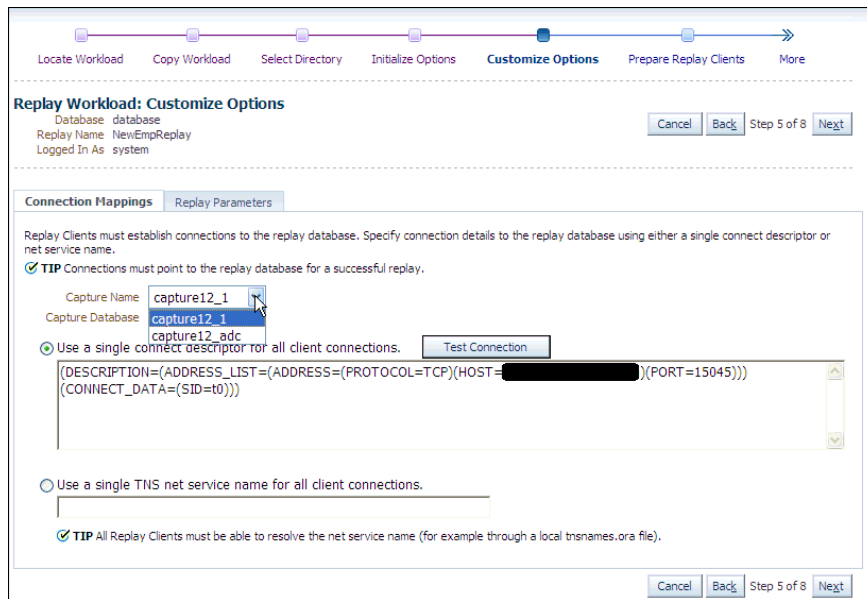 Locate Workload Copy Workload Select Directory Initialize Options Customize Options Prepare Replay Clients More
Replay Workload: Customize Options
Database database
Replay Name NewEmpReplay
Logged In As system
Cancel Back Step 5 of 8 Next
Connection Mappings Replay Parameters
Replay Clients must establish connections to the replay database. Specify connection details to the replay database using either a single connect descriptor or
net service name.
TIP Connections must point to the replay database for a successful replay.
Capture Name capture12_1
Capture Database capture12_1
capture12_adc
Use a single connect descriptor for all client connections. Test Connection
(DESCRIPTION=(ADDRESS_LIST=(ADDRESS=(PROTOCOL=TCP)(HOST= )(PORT=15045)))
(CONNECT_DATA=(SID=t0)))
Use a single TNS net service name for all client connections.
TIP All Replay Clients must be able to resolve the net service name (for example through a local tnsnames.ora file).
Cancel Back Step 5 of 8 Next